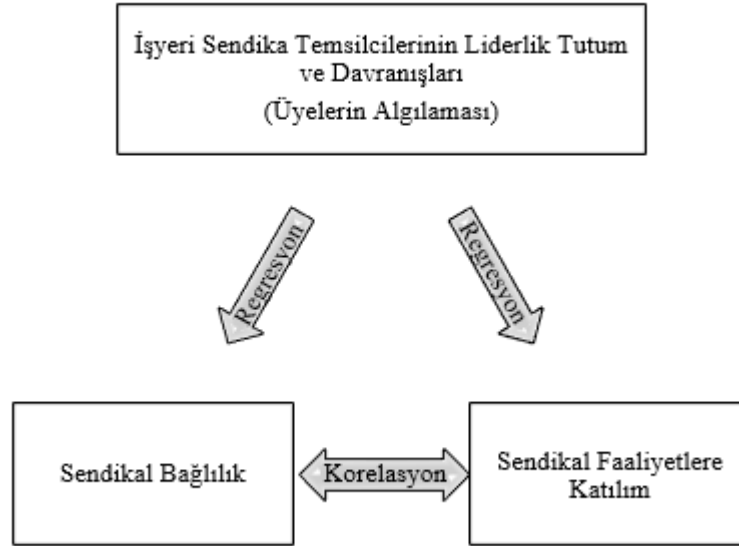 İşyeri Sendika Temsilcilerinin Liderlik Tutum
ve Davranışları
(Üyelerin Algılaması)
Regresyon
Regresyon
Sendikal Bağlılık
Korelasyon
Sendikal Faaliyetlere
Katılım